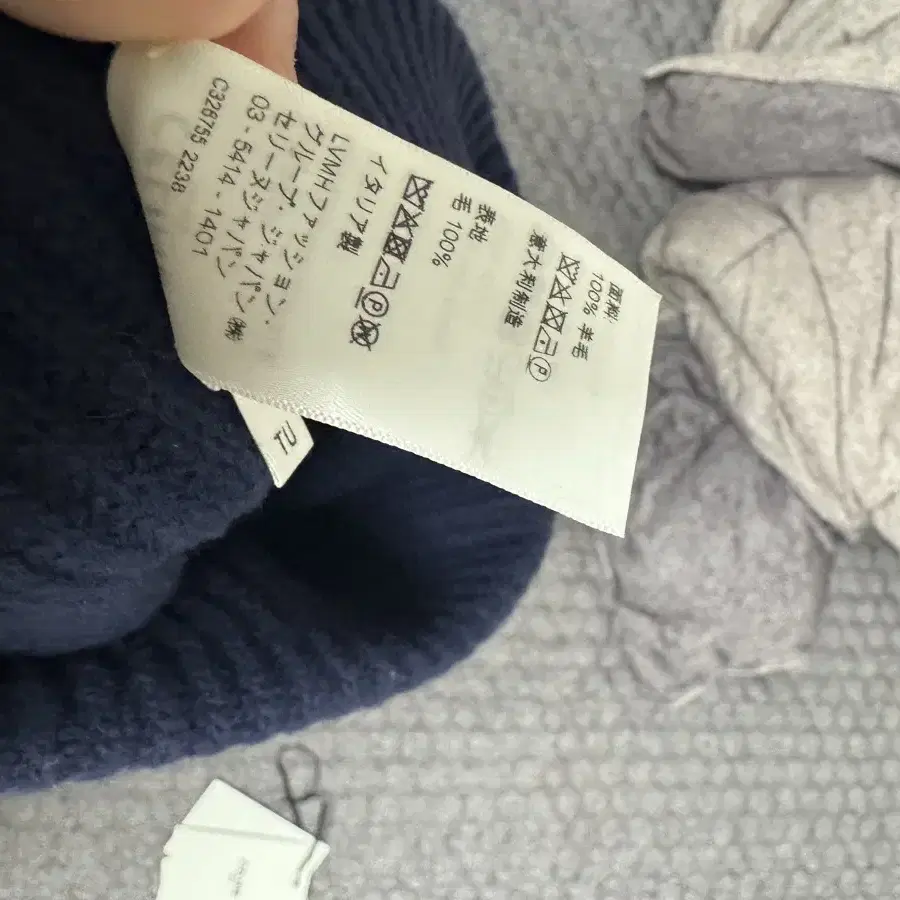 面料:
100% 羊毛
意大利制造
表地
毛 100%
イタリア製
LVMHファッション・
グループ・ジャパン㈱
セリーヌジャパン
03 - 5414 - 1401
C328755 2238